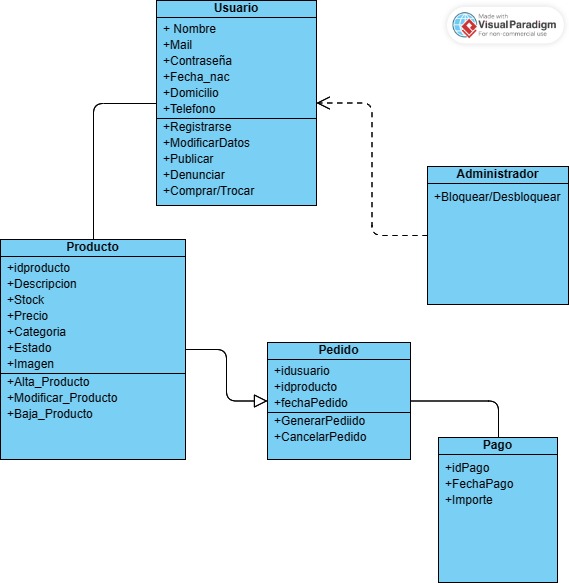 Usuario
+ Nombre
+Mail
+Contraseña
+Fecha_nac
+Domicilio
+Telefono
+Registrarse
+ModificarDatos
+Publicar
+Denunciar
+Comprar/Trocar
Made with
VisualParadigm
For non-commercial use
Administrador
+Bloquear/Desbloquear
Producto
+idproducto
+Descripcion
+Stock
+Precio
+Categoria
+Estado
+Imagen
+Alta_Producto
+Modificar_Producto
+Baja_Producto
Pedido
+idusuario
+idproducto
+fechaPedido
+GenerarPediido
+CancelarPedido
Pago
+idPago
+FechaPago
+Importe